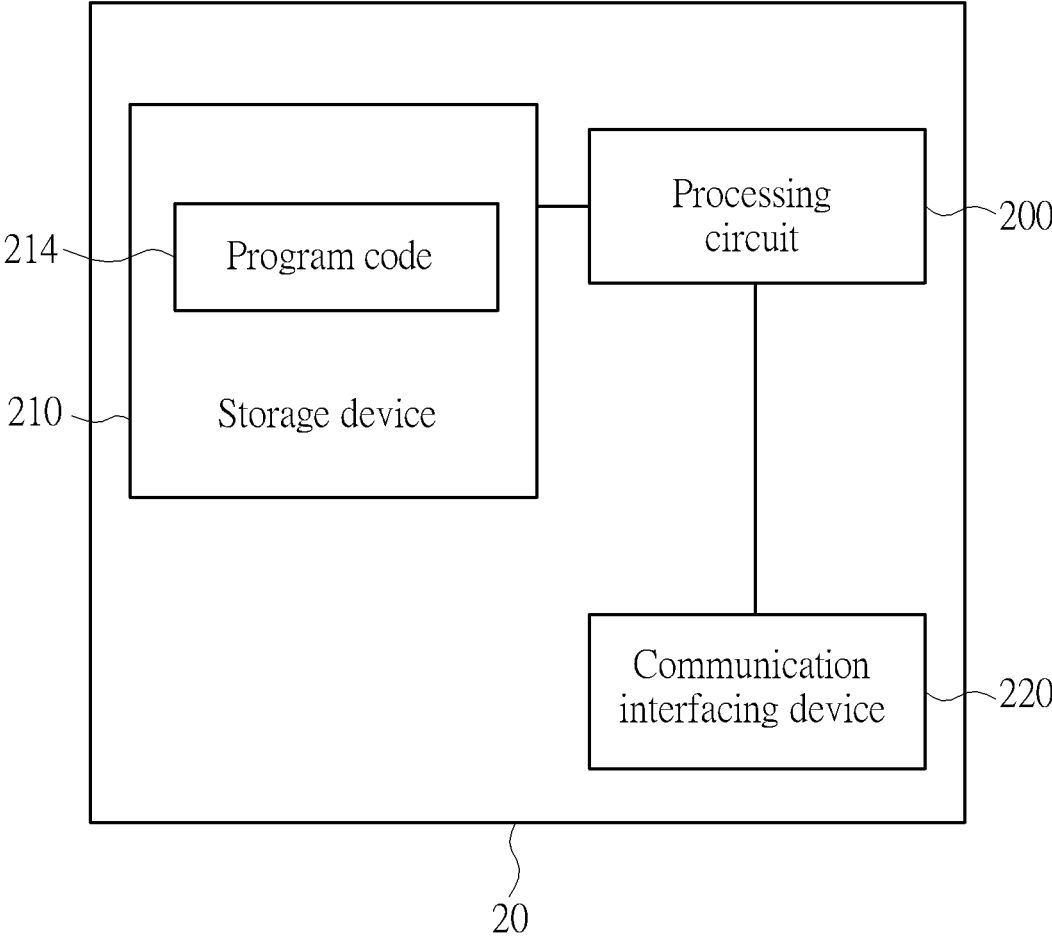 Processing
circuit
200
214
Program code
210
Storage device
Communication
interfacing device
220
20